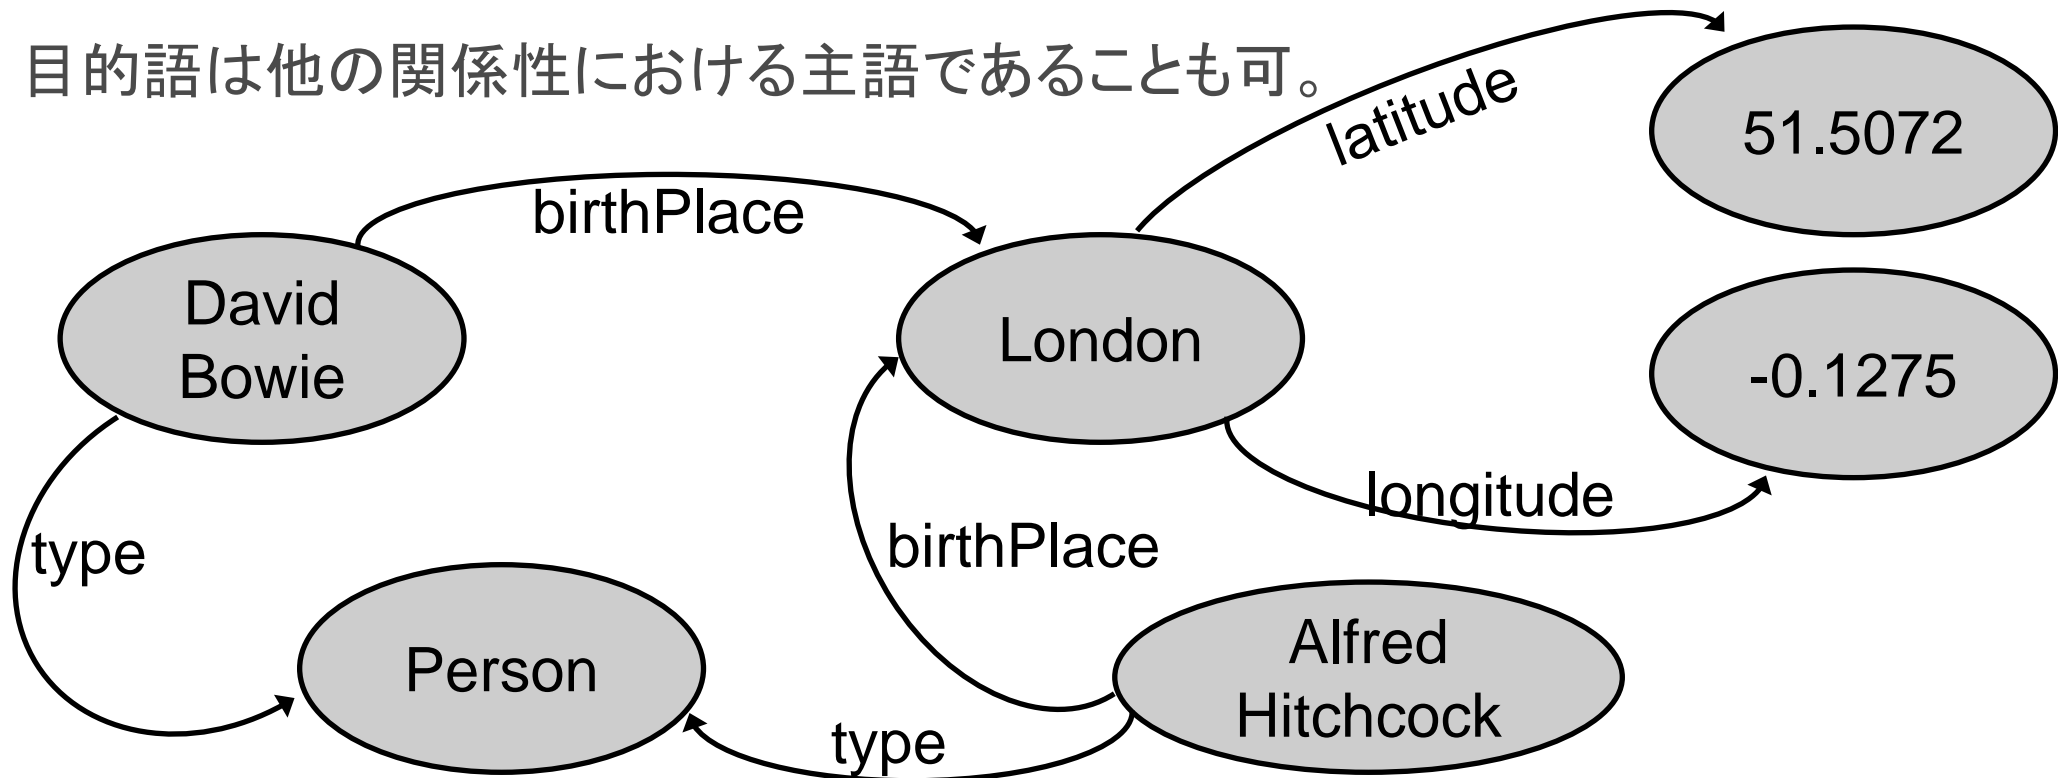 目的語は他の関係性における主語であることも可。
latitude
51.5072
birthPlace
David
Bowie
London
-0.1275
longitude
type
birthPlace
Person
Alfred
Hitchcock
type